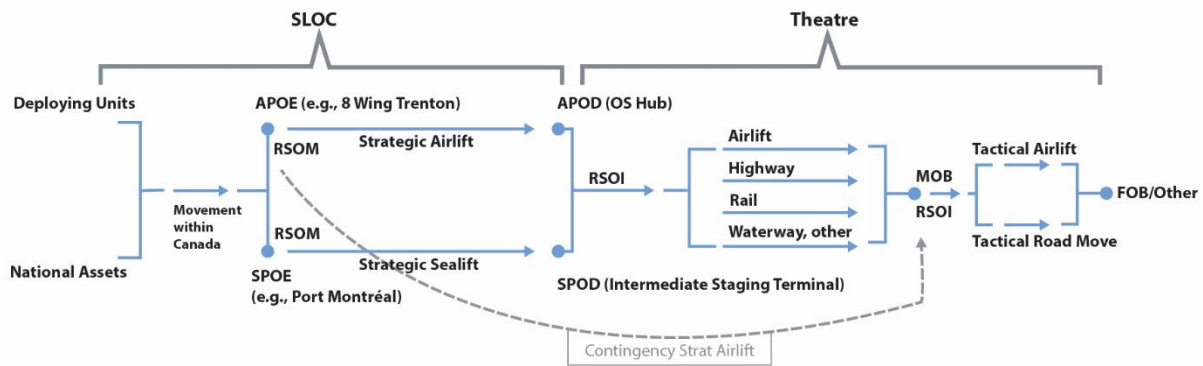 SLOC
Theatre
Deploying Units
APOE (e.g., 8 Wing Trenton)
APOD (OS Hub)
RSOM
Strategic Airlift
Airlift
Highway
Rail
Waterway, other
RSOI
MOB
RSOI
Tactical Airlift
FOB/Other
Tactical Road Move
Movement
within
Canada
RSOM
Strategic Sealift
National Assets
SPOE
(e.g., Port Montréal)
SPOD (Intermediate Staging Terminal)
Contingency Strat Airlift